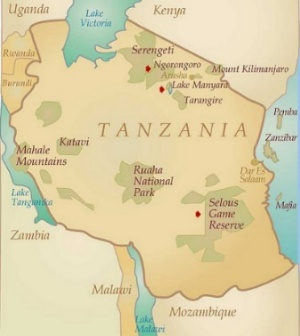 Uganda
Kenya
Lake
Victoria
Serengeti
Rwanda
Ngorongoro
Mount Kilimanjaro
Arusha
Burundi
Lake Manyara
Tarangire
Pemba
TANZANIA
Katavi
Zanzibar
Mahale
Mountains
Ruaha
National
Park
Dar Es
Salaam
Lake
Tanganika
Selous
Game
Reserve
Mafia
Zambia
Malawi
Mozambique
Lake
Malawi